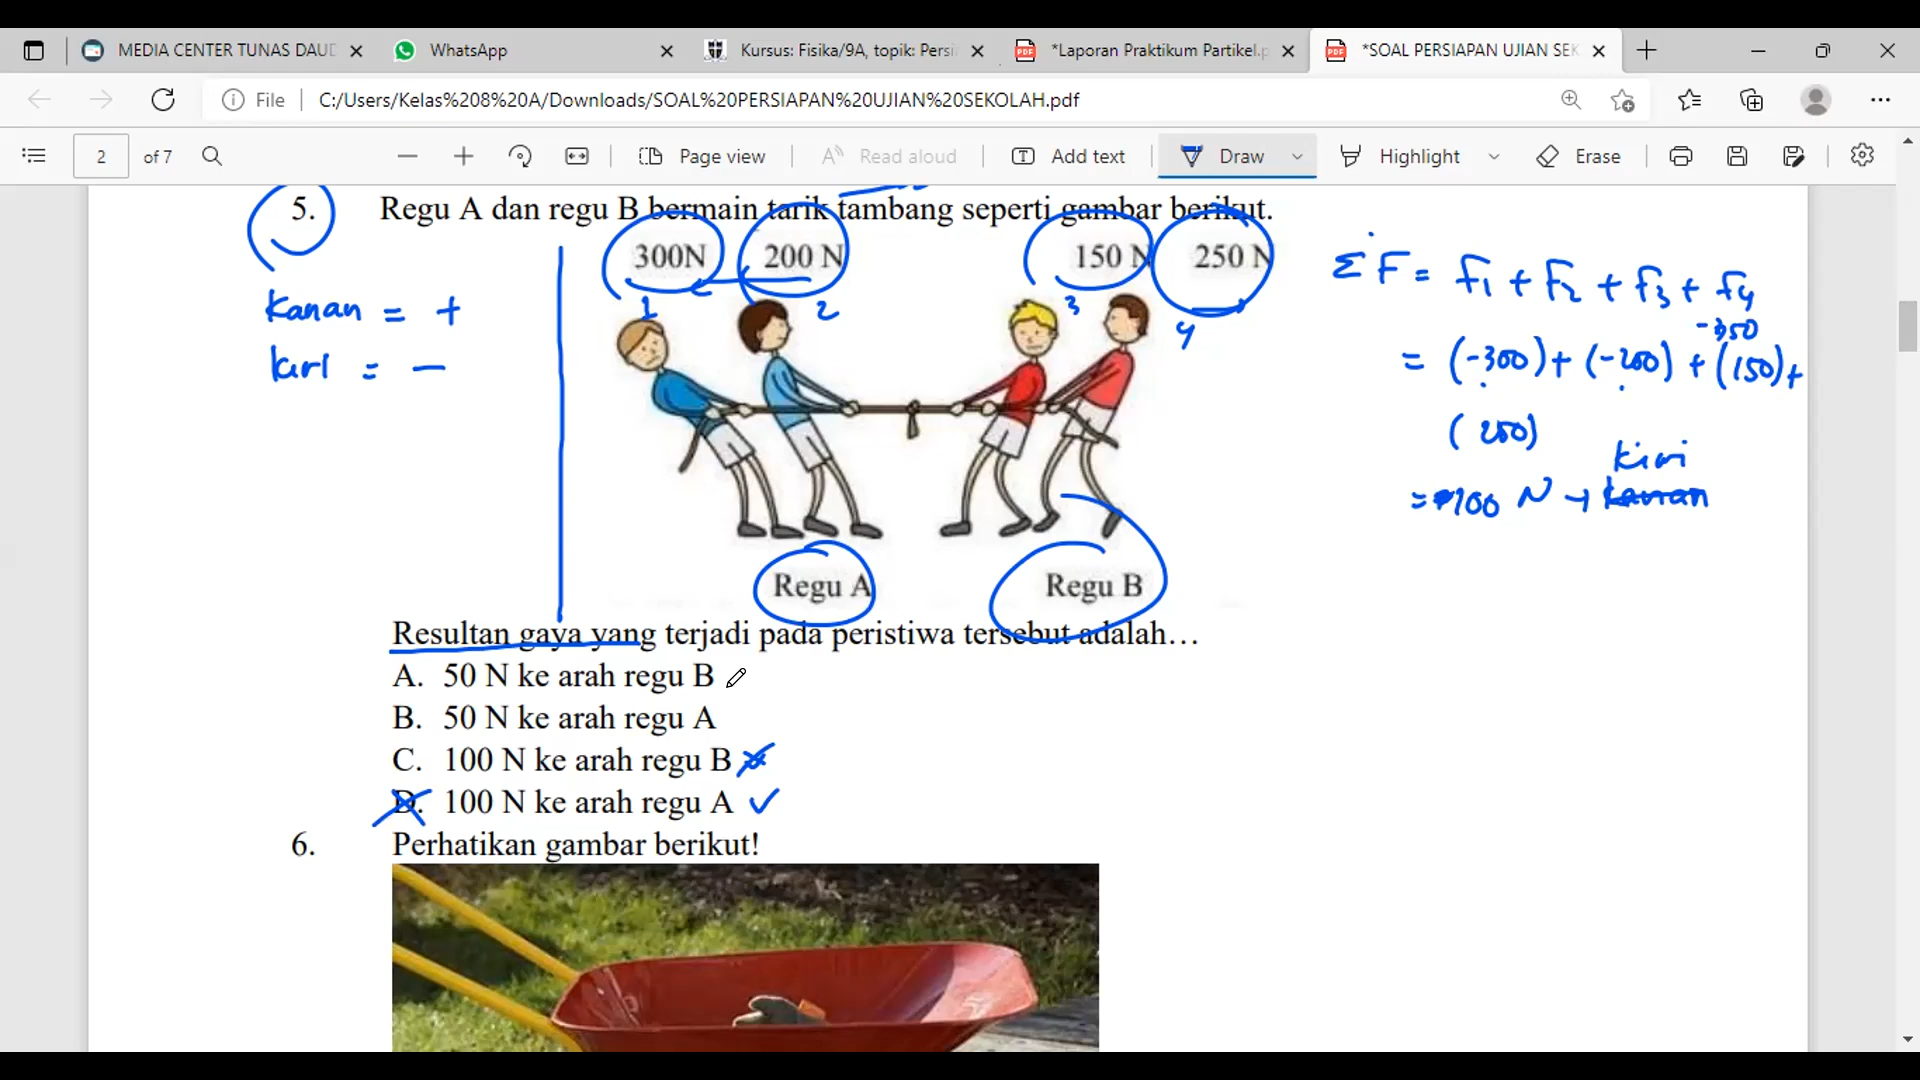 MEDIA CENTER TUNAS DAUD
WhatsApp
Kursus: Fisika/9A, topik: Persi
*Laporan Praktikum Partikel.p
*SOAL PERSIAPAN UJIAN SEK
File
C:/Users/Kelas%208%20A/Downloads/SOAL%20PERSIAPAN%20UJIAN%20SEKOLAH.pdf
2 of 7
Page view
Read aloud
Add text
Draw
Highlight
Erase
5. Regu A dan regu B bermain tarik tambang seperti gambar berikut.
300N 200 N 150 N 250 N
1 2 3 4
Kanan = +
kiri = -
Regu A Regu B
ΣF = F1 + F2 + F3 + F4
-350
= (-300) + (-200) + (150) +
(250)
kiri
= -100 N → kanan
Resultan gaya yang terjadi pada peristiwa tersebut adalah…
A. 50 N ke arah regu B
B. 50 N ke arah regu A
C. 100 N ke arah regu B
D. 100 N ke arah regu A
6. Perhatikan gambar berikut!